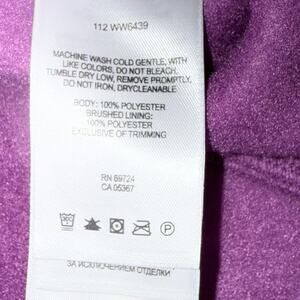 112 WW6439
MACHINE WASH COLD GENTLE, WITH
LIKE COLORS, DO NOT BLEACH,
TUMBLE DRY LOW, REMOVE PROMPTLY,
DO NOT IRON, DRYCLEANABLE
BODY: 100% POLYESTER
BRUSHED LINING:
100% POLYESTER
EXCLUSIVE OF TRIMMING
RN 89724
CA 05367
P
ЗА ИСКЛЮЧЕНИЕМ ОТДЕЛКИ